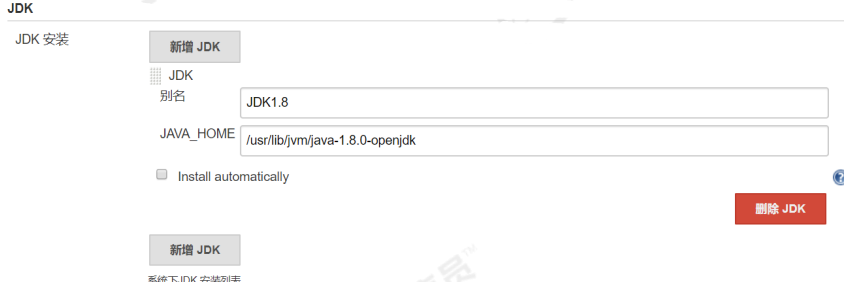 JDK
JDK 安装
新增 JDK
JDK
别名
JDK1.8
JAVA_HOME
/usr/lib/jvm/java-1.8.0-openjdk
Install automatically
删除 JDK
新增 JDK
系统下JDK 安装列表